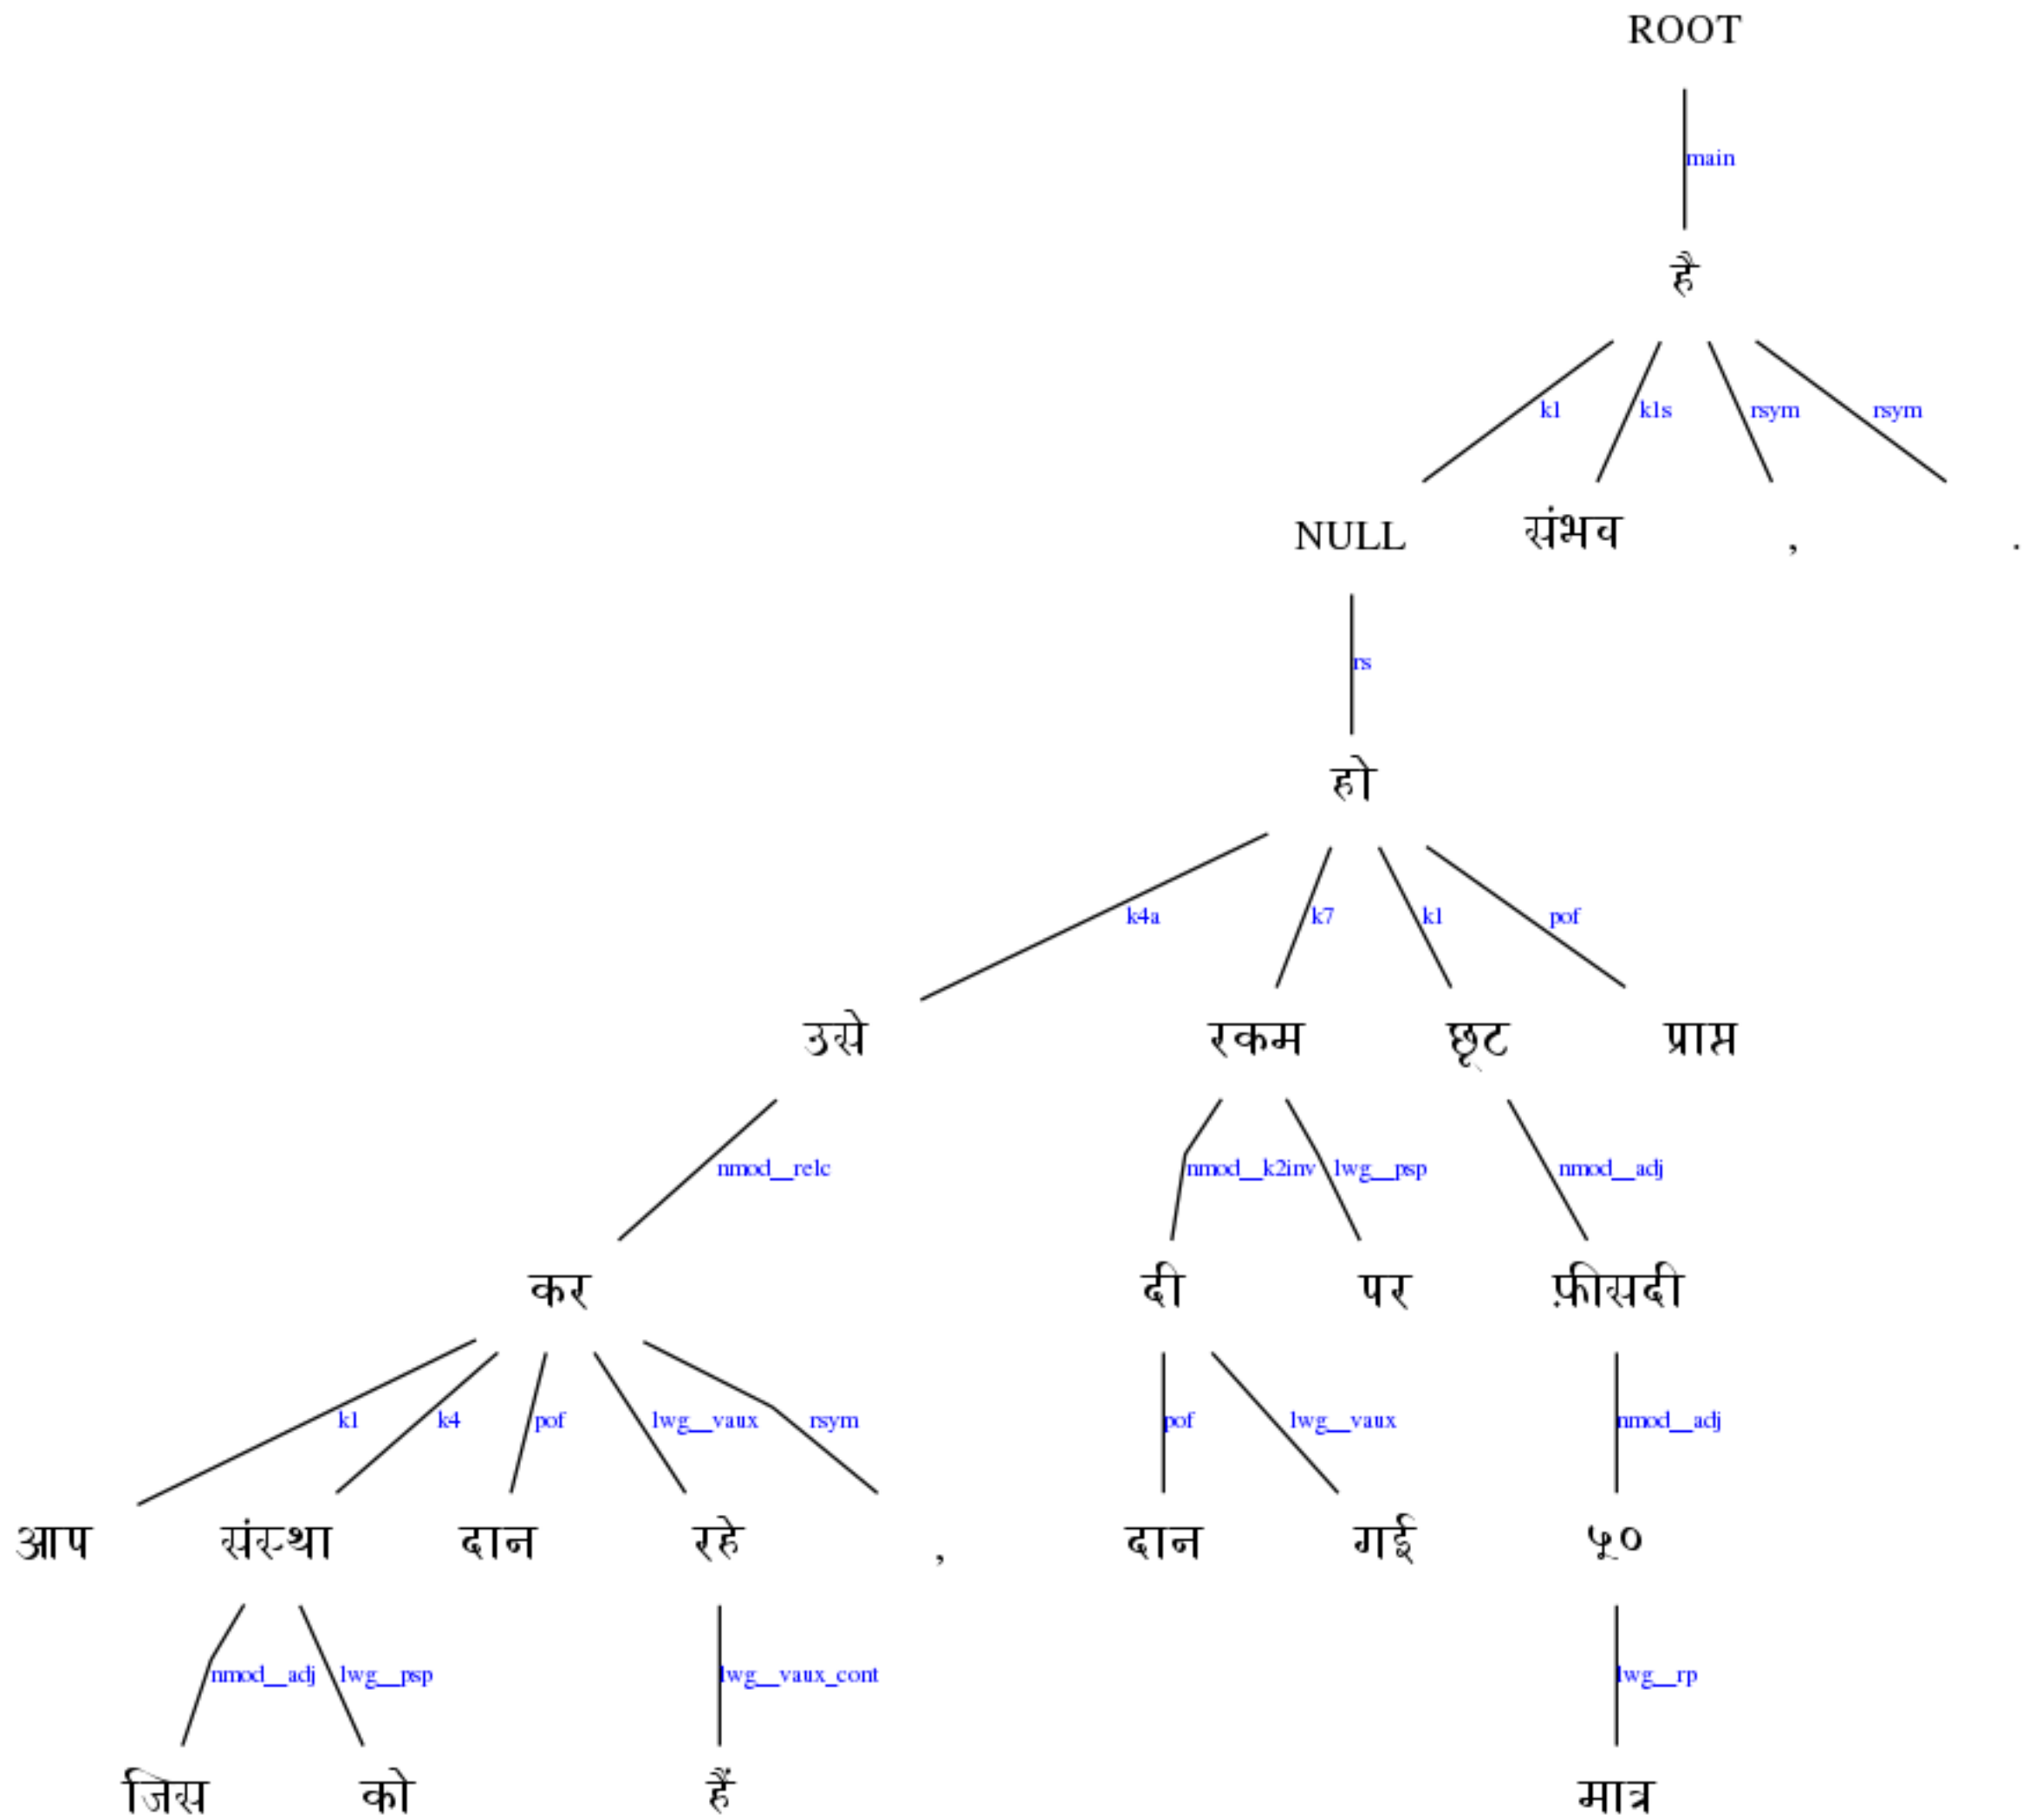 ROOT
main
है
k1 k1s rsym rsym
NULL संभव , .
rs
हो
k4a k7 k1 pof
उसे रकम छूट प्राप्त
nmod__relc nmod__k2inv lwg__psp nmod__adj
कर दी पर फ़ीसदी
k1 k4 pof lwg__vaux rsym pof lwg__vaux nmod__adj
आप संस्था दान रहे , दान गई ५०
nmod__adj lwg__psp lwg__vaux_cont lwg__rp
जिस को हैं मात्र